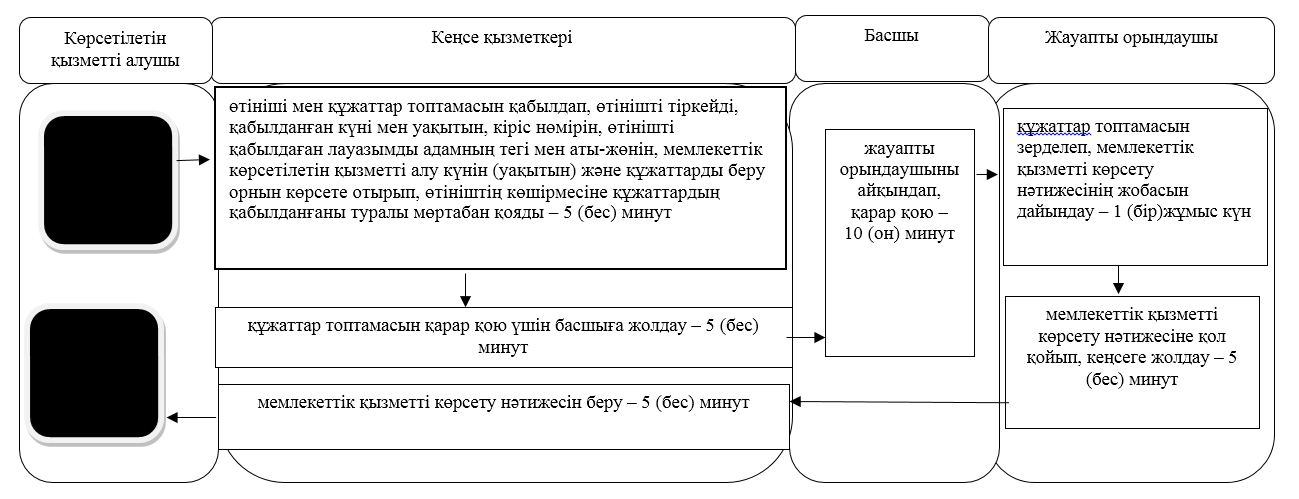 Көрсетілетін
қызметті алушы
Кеңсе қызметкері
Басшы
Жауапты орындаушы
өтініші мен құжаттар топтамасын қабылдап, өтінішті тіркейді,
қабылданған күні мен уақытын, кіріс нөмірін, өтінішті
қабылдаған лауазымды адамның тегі мен аты-жөнін, мемлекеттік
көрсетілетін қызметті алу күнін (уақытын) және құжаттарды беру
орнын көрсете отырып, өтініштің көшірмесіне құжаттардың
қабылданғаны туралы мөртабан қояды – 5 (бес) минут
құжаттар топтамасын қарар қою үшін басшыға жолдау – 5 (бес)
минут
мемлекеттік қызметті көрсету нәтижесін беру – 5 (бес) минут
жауапты
орындаушыны
айқындап,
қарар қою –
10 (он) минут
құжаттар топтамасын
зерделеп, мемлекеттік
қызметті көрсету
нәтижесінің жобасын
дайындау – 1 (бір)жұмыс күн
мемлекеттік қызметті
көрсету нәтижесіне қол
қойып, кеңсеге жолдау – 5
(бес) минут